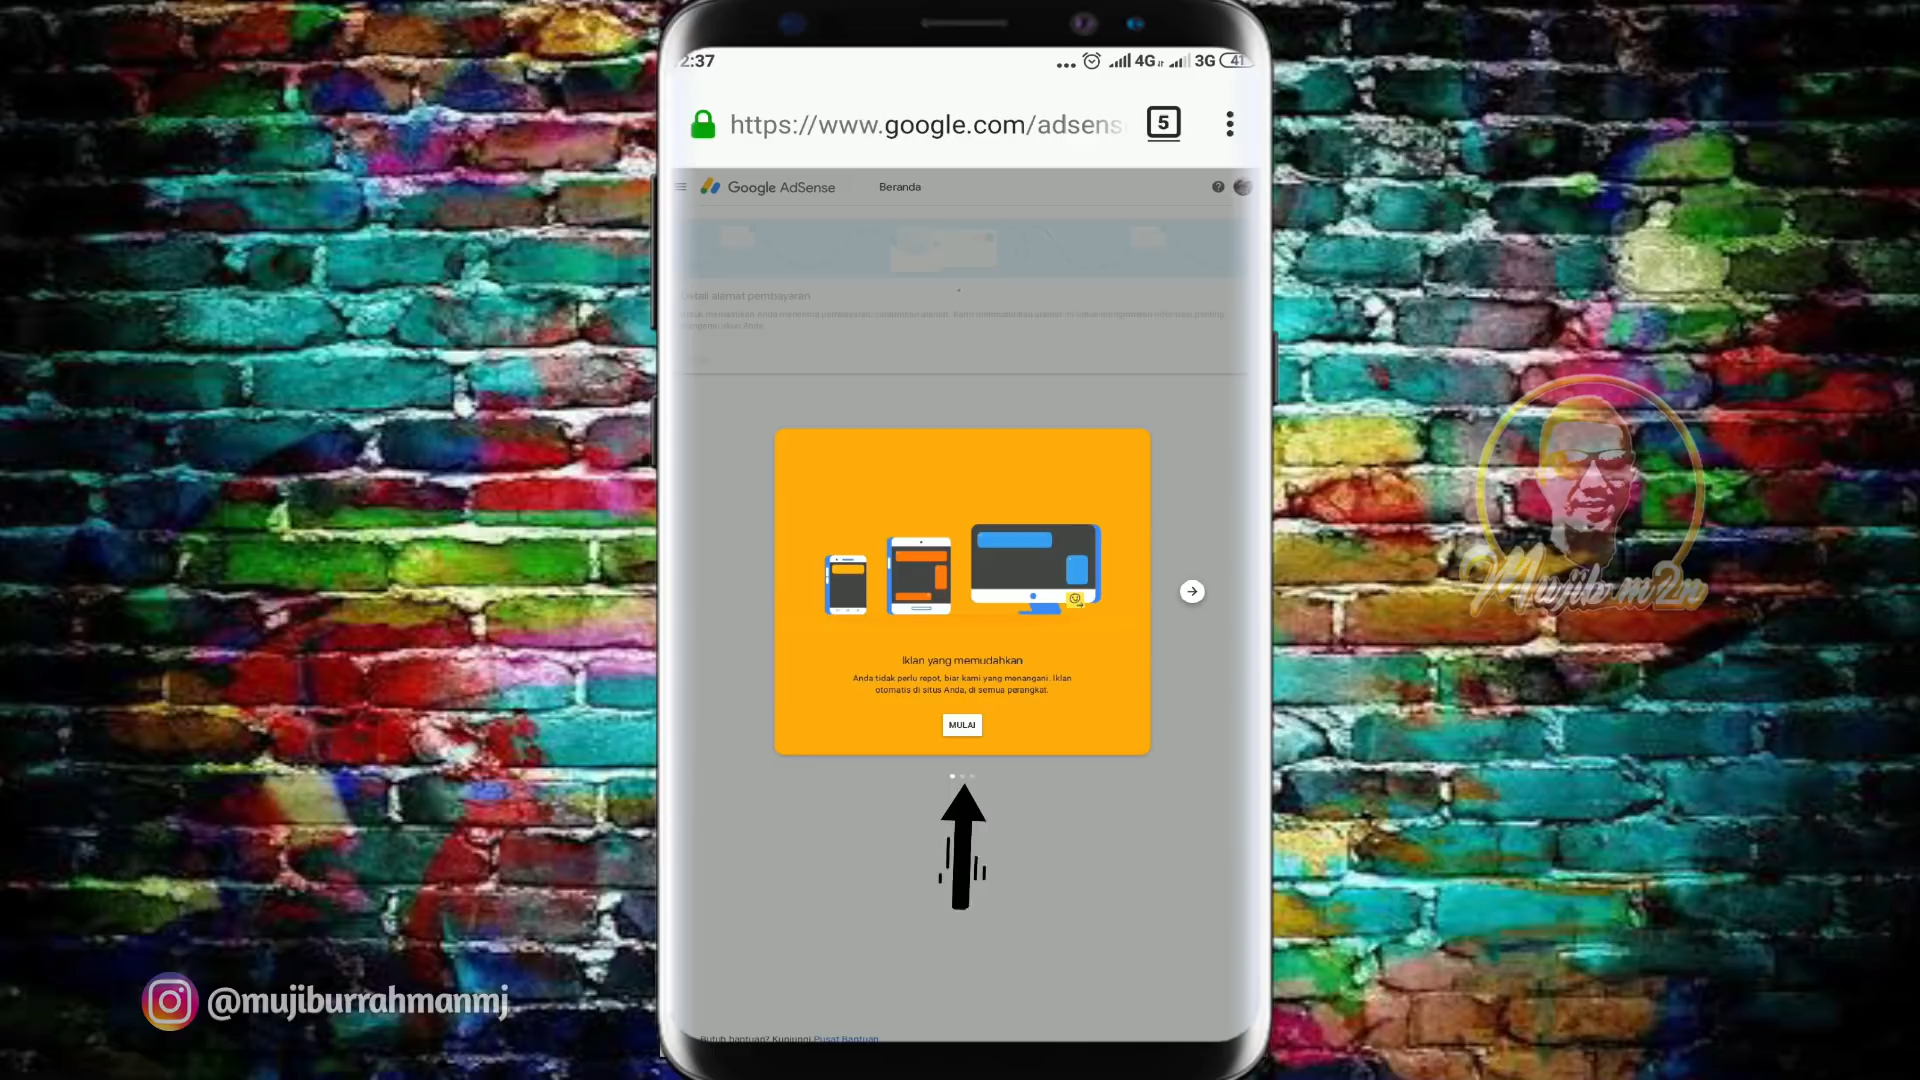 2:37
4G
3G
41
https://www.google.com/adsens
5
Google AdSense
Beranda
Detail alamat pembayaran
Iklan yang memudahkan
Anda tidak perlu repot, biar kami yang menangani. Iklan
otomatis di situs Anda, di semua perangkat.
MULAI
Butuh bantuan? Kunjungi Pusat Bantuan
Mujib m2n
@mujiburrahmanmj